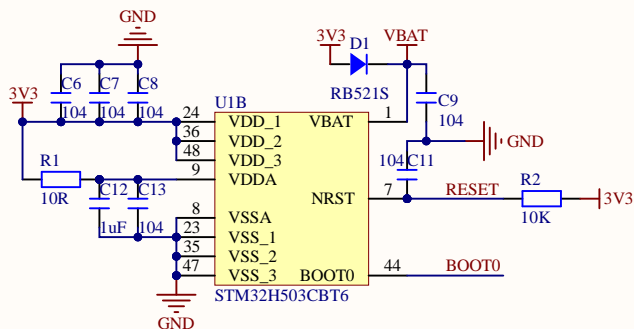 GND
3V3
C6
C7
C8
104
104
104
3V3
D1
VBAT
RB521S
C9
104
GND
U1B
24
VDD_1
VBAT
1
36
VDD_2
48
VDD_3
R1
10R
9
VDDA
104
C11
C12
C13
1uF
104
NRST
7
RESET
R2
10K
3V3
8
VSSA
23
VSS_1
35
VSS_2
47
VSS_3
BOOT0
44
BOOT0
STM32H503CBT6
GND